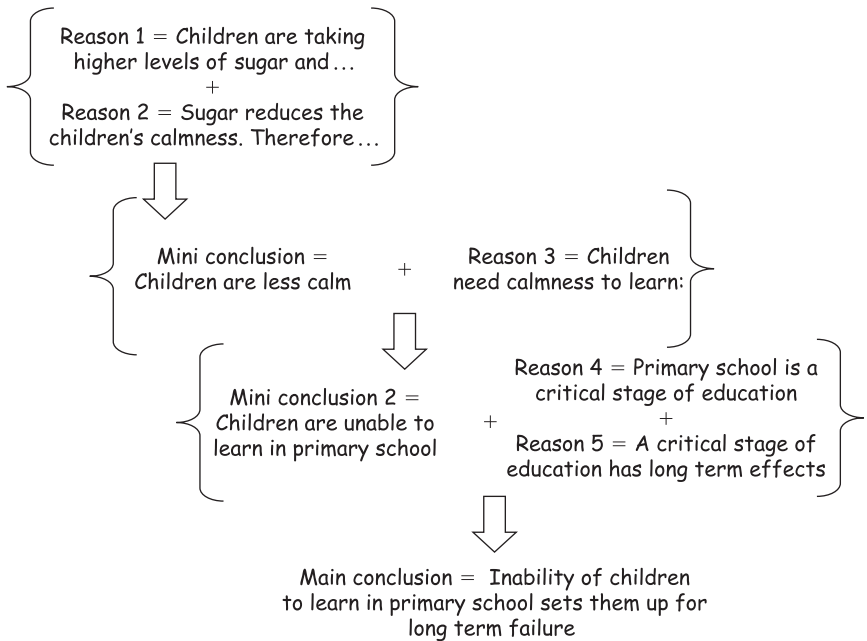 Reason 1 = Children are taking
higher levels of sugar and...
+
Reason 2 = Sugar reduces the
children's calmness. Therefore...
Mini conclusion =
Children are less calm
+
Reason 3 = Children
need calmness to learn:
Mini conclusion 2 =
Children are unable to
learn in primary school
+
Reason 4 = Primary school is a
critical stage of education
+
Reason 5 = A critical stage of
education has long term effects
Main conclusion = Inability of children
to learn in primary school sets them up for
long term failure